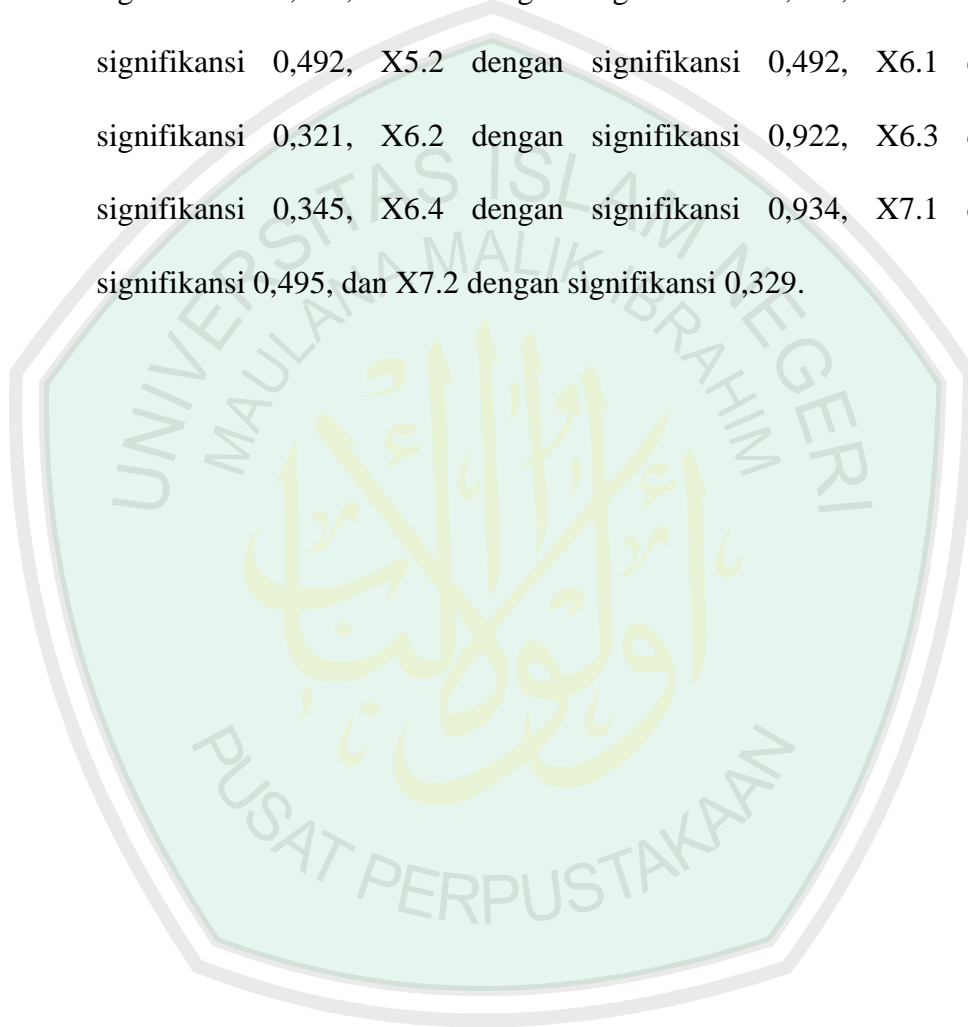 signifikansi 0,492, X5.2 dengan signifikansi 0,492, X6.1
signifikansi 0,321, X6.2 dengan signifikansi 0,922, X6.3
signifikansi 0,345, X6.4 dengan signifikansi 0,934, X7.1
signifikansi 0,495, dan X7.2 dengan signifikansi 0,329.
UNIVERSITAS ISLAM NEGERI
MAULANA MALIK IBRAHIM
أولوا الألباب
PUSAT PERPUSTAKAAN